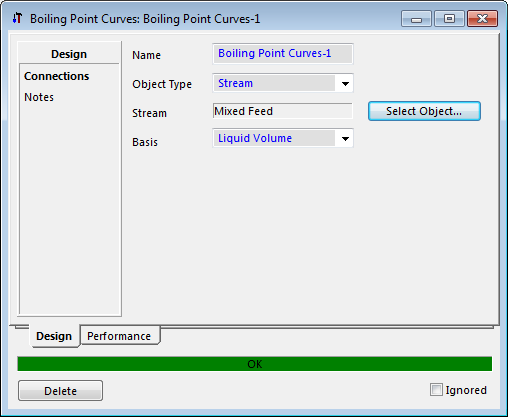 Boiling Point Curves: Boiling Point Curves-1
Design
Connections
Notes
Name Boiling Point Curves-1
Object Type Stream
Stream Mixed Feed Select Object...
Basis Liquid Volume
Design Performance
OK
Delete Ignored